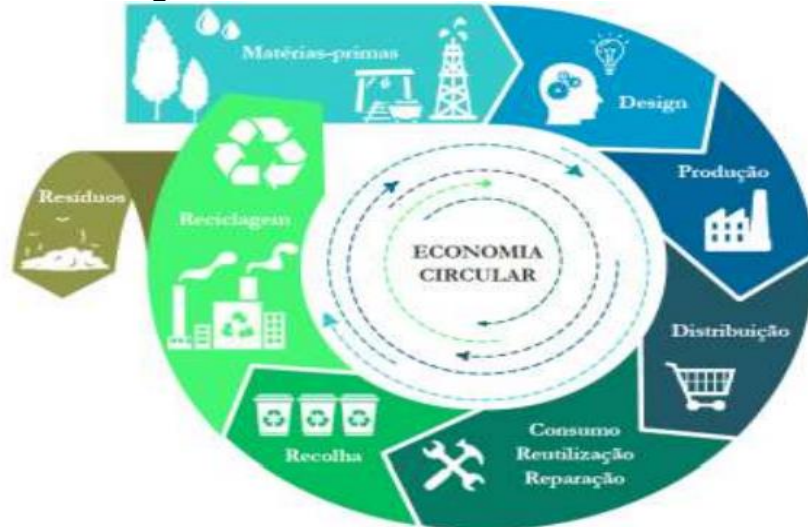 Matérias-primas
Design
Produção
Distribuição
Consumo
Reutilização
Reparação
Recolha
Reciclagem
Resíduos
ECONOMIA
CIRCULAR